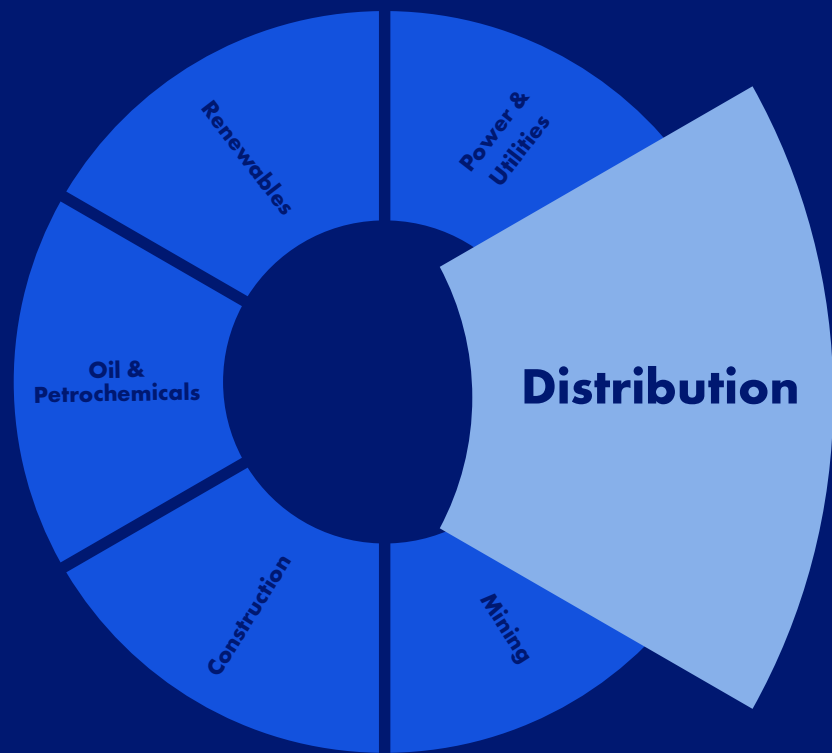 Renewables
Power &
Utilities
Oil &
Petrochemicals
Distribution
Construction
Mining